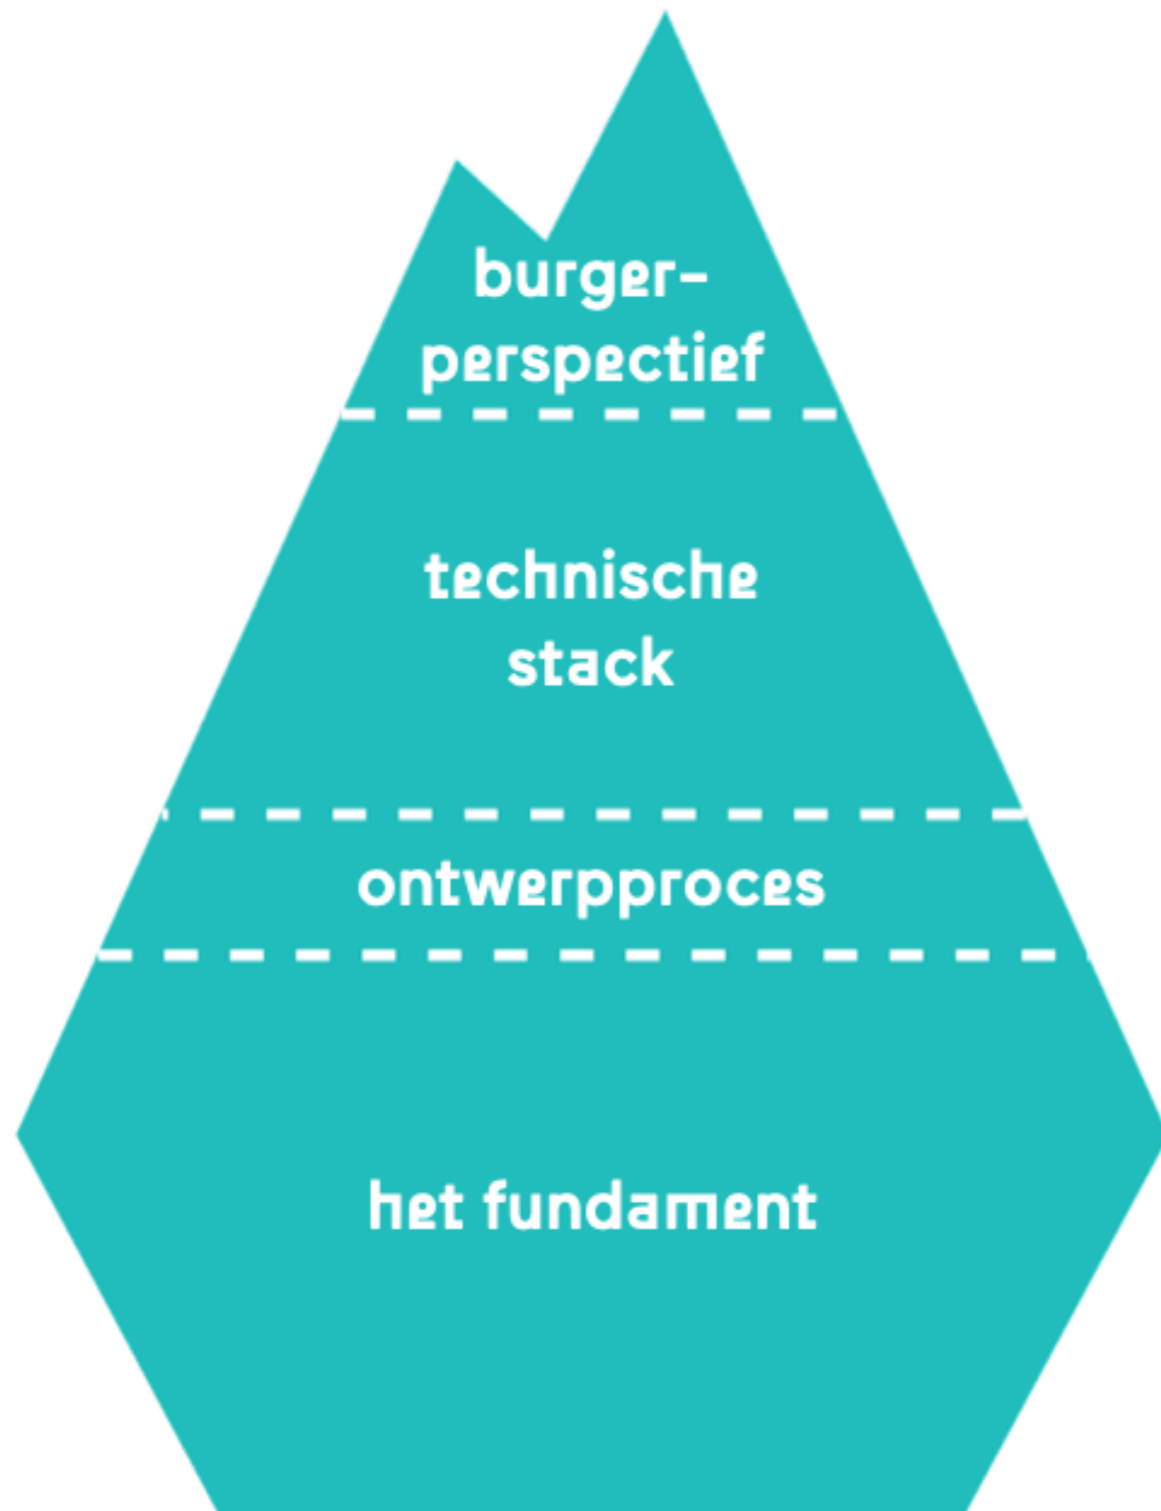 burger-
perspectief
technische
stack
ontwerpproces
het fundament